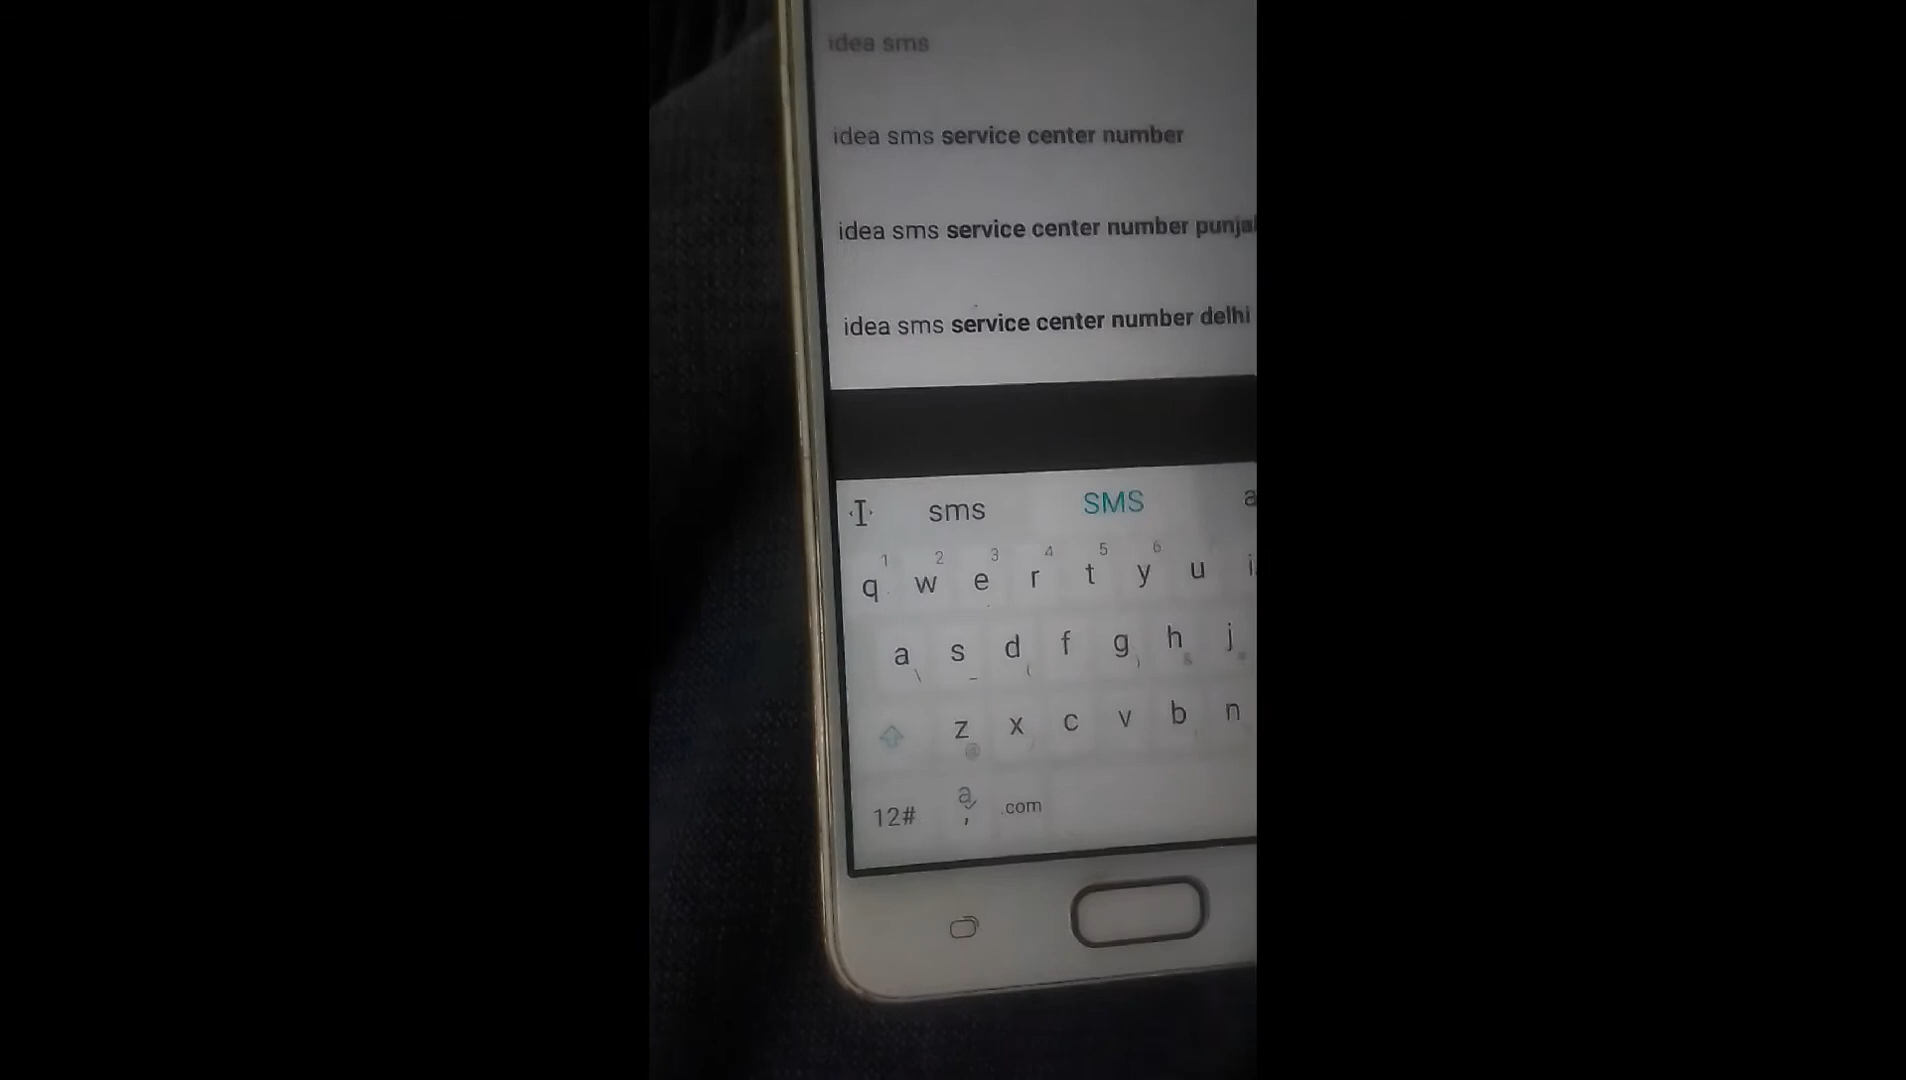 idea sms
idea sms service center number
idea sms service center number
idea sms service center number delhi
sms SMS a
1 2 3 4 5 6
q w e r t y u i
a s d f g h j
\ _ ( ) &
z x c v b n
@
12# a , .com